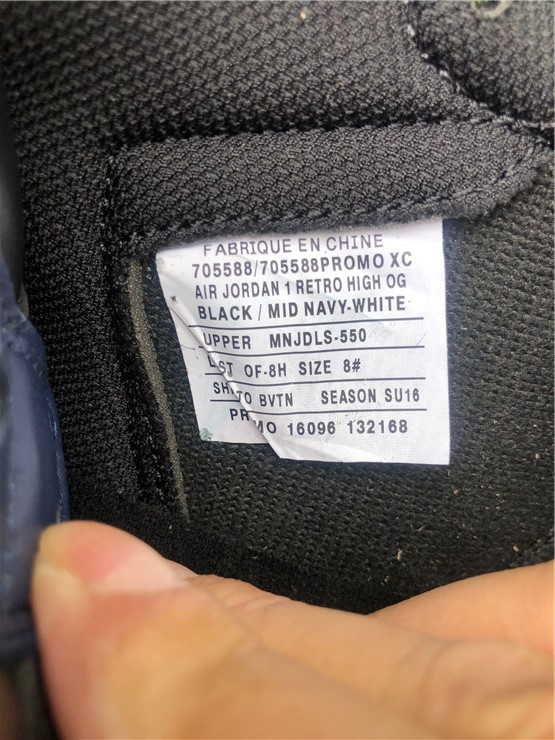 FABRIQUE EN CHINE
705588/705588PROMO XC
AIR JORDAN 1 RETRO HIGH OG
BLACK / MID NAVY-WHITE
UPPER MNJDLS-550
OF-8H SIZE 8#
TO BVTN SEASON SU16
16096 132168